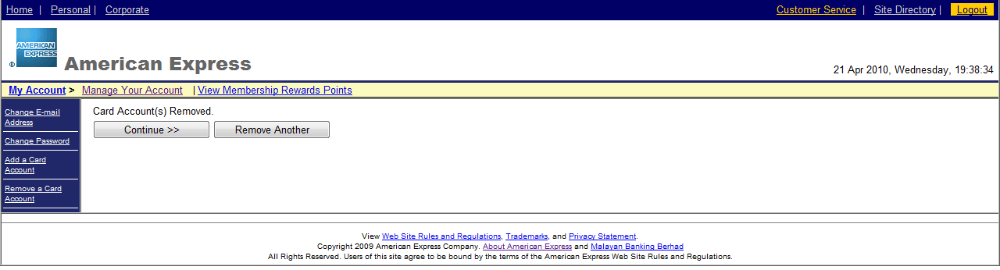 Home | Personal | Corporate Customer Service | Site Directory | Logout
AMERICAN
EXPRESS
® American Express
21 Apr 2010, Wednesday, 19:38:34
My Account > Manage Your Account | View Membership Rewards Points
Change E-mail
Address
Change Password
Add a Card
Account
Remove a Card
Account
Card Account(s) Removed.
Continue >> Remove Another
View Web Site Rules and Regulations, Trademarks, and Privacy Statement.
Copyright 2009 American Express Company. About American Express and Malayan Banking Berhad
All Rights Reserved. Users of this site agree to be bound by the terms of the American Express Web Site Rules and Regulations.